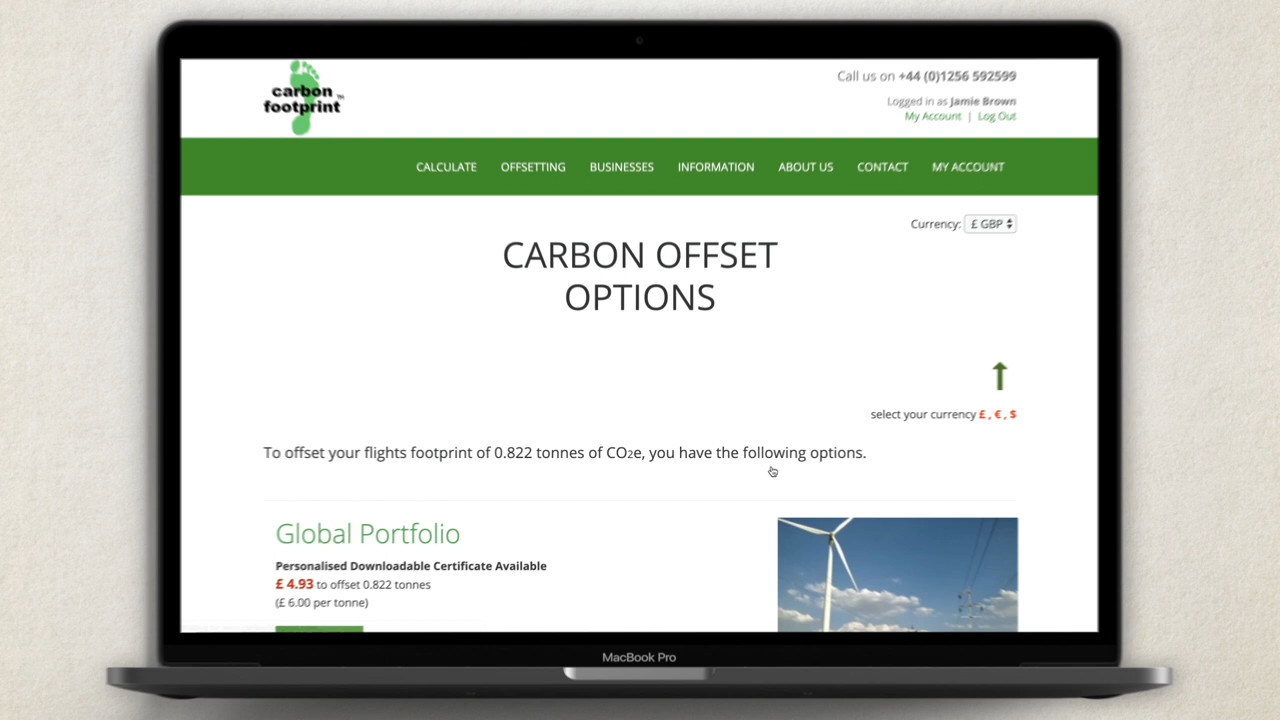 carbon
footprint™
Call us on +44 (0)1256 592599
Logged in as Jamie Brown
My Account | Log Out
CALCULATE OFFSETTING BUSINESSES INFORMATION ABOUT US CONTACT MY ACCOUNT
Currency: £ GBP
CARBON OFFSET
OPTIONS
select your currency £ , € , $
To offset your flights footprint of 0.822 tonnes of CO2e, you have the following options.
Global Portfolio
Personalised Downloadable Certificate Available
£ 4.93 to offset 0.822 tonnes
(£ 6.00 per tonne)
MacBook Pro